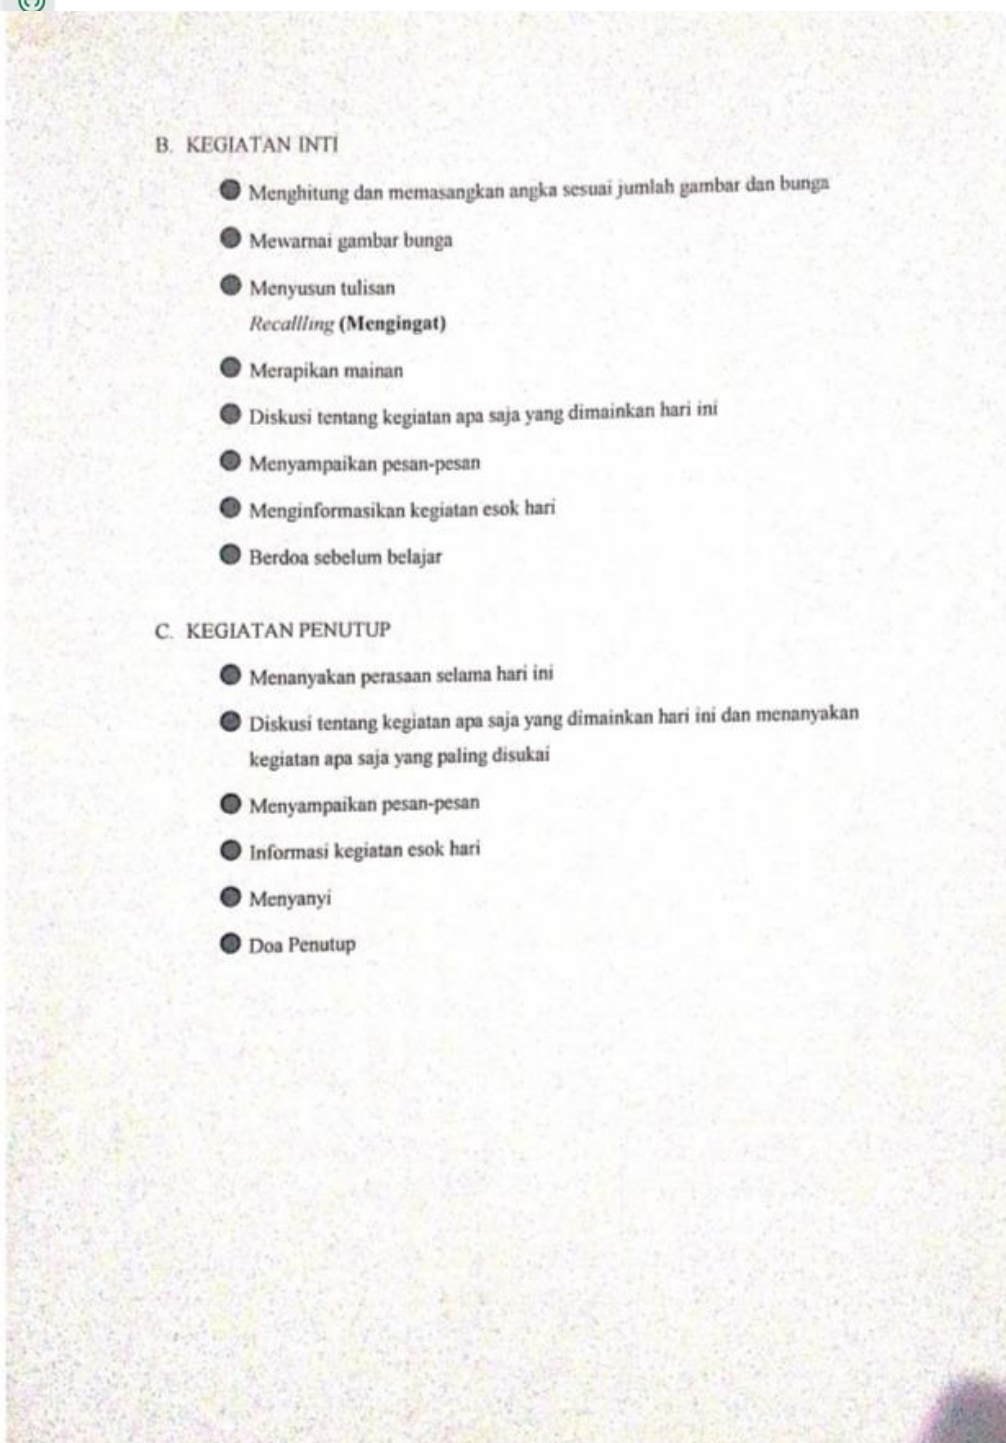 B. KEGIATAN INTI
● Menghitung dan memasangkan angka sesuai jumlah gambar dan bunga
● Mewarnai gambar bunga
● Menyusun tulisan
Recallling (Mengingat)
● Merapikan mainan
● Diskusi tentang kegiatan apa saja yang dimainkan hari ini
● Menyampaikan pesan-pesan
● Menginformasikan kegiatan esok hari
● Berdoa sebelum belajar
C. KEGIATAN PENUTUP
● Menanyakan perasaan selama hari ini
● Diskusi tentang kegiatan apa saja yang dimainkan hari ini dan menanyakan
kegiatan apa saja yang paling disukai
● Menyampaikan pesan-pesan
● Informasi kegiatan esok hari
● Menyanyi
● Doa Penutup